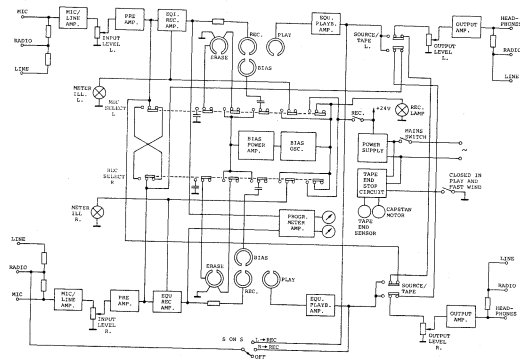 MIC
RADIO
LINE
MIC/
LINE
AMP.
INPUT
LEVEL
L.
PRE
AMP.
EQU.
REC.
AMP.
ERASE
REC.
BIAS
PLAY
EQU.
PLAYB.
AMP.
SOURCE/
TAPE
L.
OUTPUT
LEVEL
L.
OUTPUT
AMP.
HEAD-
PHONES
RADIO
LINE
METER
ILL.
L.
REC
SELECT
L
REC.
+24V
REC.
LAMP
BIAS
POWER
AMP.
BIAS
OSC.
POWER
SUPPLY
MAINS
SWITCH
~
REC
SELECT
R
TAPE
END
STOP
CIRCUIT
CLOSED IN
PLAY AND
FAST WIND
CAPSTAN
MOTOR
TAPE
END
SENSOR
METER
ILL
R.
PROGR.
METER
AMP.
LINE
RADIO
MIC
MIC/
LINE
AMP.
INPUT
LEVEL
R.
PRE
AMP.
EQU
REC
AMP.
ERASE
BIAS
REC.
PLAY
EQU.
PLAYB.
AMP.
SOURCE/
TAPE
OUTPUT
LEVEL
R.
OUTPUT
AMP.
LINE
RADIO
HEAD-
PHONES
S ON S
L→REC
R→REC
OFF